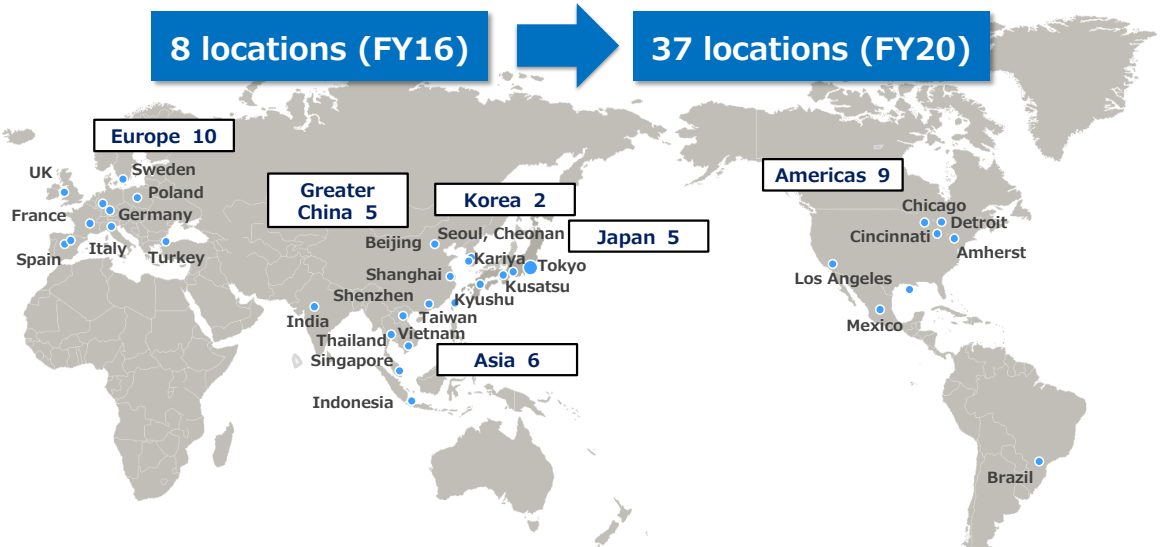 8 locations (FY16)
37 locations (FY20)
Europe 10
UK
Sweden
Poland
France
Germany
Spain
Italy
Turkey
Greater
China 5
Korea 2
Japan 5
Beijing
Seoul, Cheonan
Kariya
Tokyo
Shanghai
Kusatsu
Shenzhen
Kyushu
India
Taiwan
Thailand
Vietnam
Singapore
Asia 6
Indonesia
Americas 9
Chicago
Detroit
Cincinnati
Amherst
Los Angeles
Mexico
Brazil